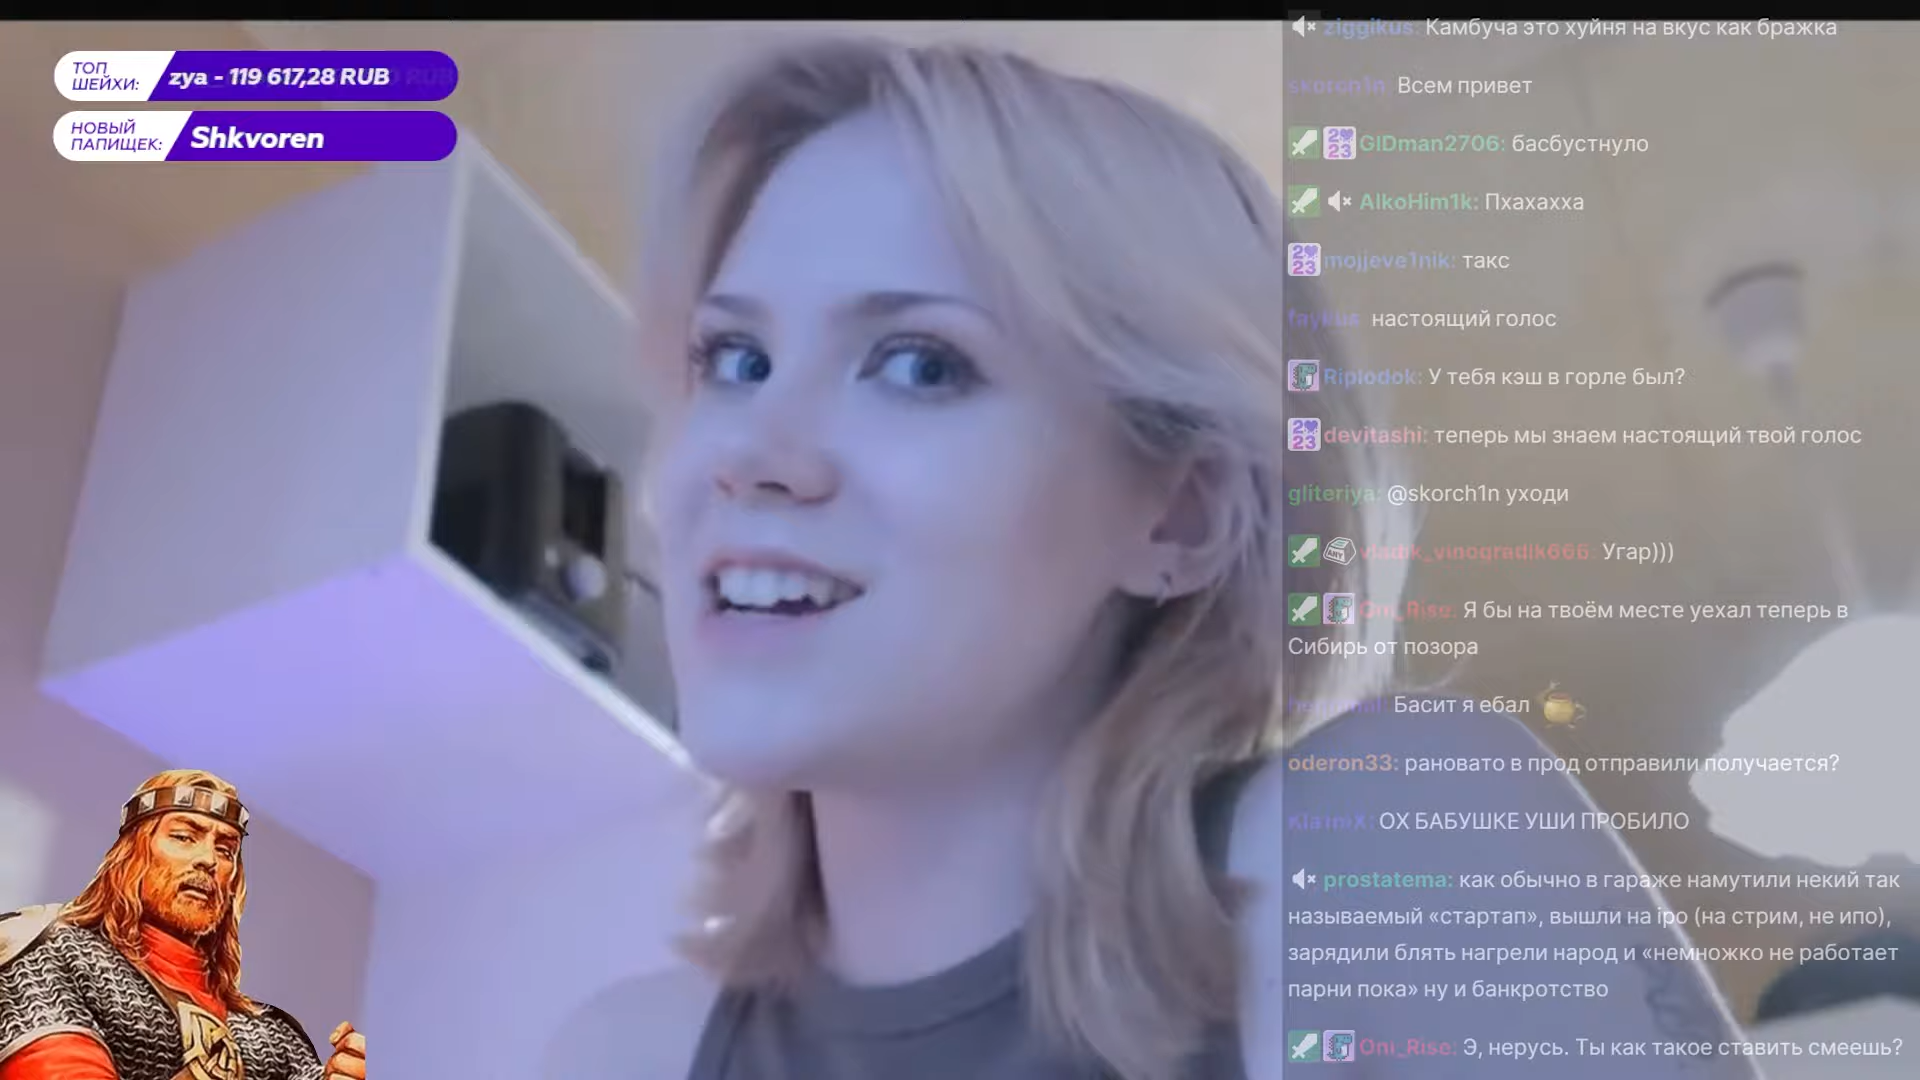 ТОП
ШЕЙХИ:
zya - 119 617,28 RUB
НОВЫЙ
ПАПИЩЕК:
Shkvoren
ziggikus: Камбуча это хуйня на вкус как бражка
skorch1n: Всем привет
GIDman2706: басбустнуло
AlkoHim1k: Пхахахха
mojjeve1nik: такс
настоящий голос
Riplodok: У тебя кэш в горле был?
devitashi: теперь мы знаем настоящий твой голос
gliteriya: @skorch1n уходи
vladik_vinogradik666: Угар)))
Oni_Rise: Я бы на твоём месте уехал теперь в
Сибирь от позора
Басит я ебал
oderon33: рановато в прод отправили получается?
ОХ БАБУШКЕ УШИ ПРОБИЛО
prostatema: как обычно в гараже намутили некий так
называемый «стартап», вышли на ipo (на стрим, не ипо),
зарядили блять нагрели народ и «немножко не работает
парни пока» ну и банкротство
Oni_Rise: Э, нерусь. Ты как такое ставить смеешь?